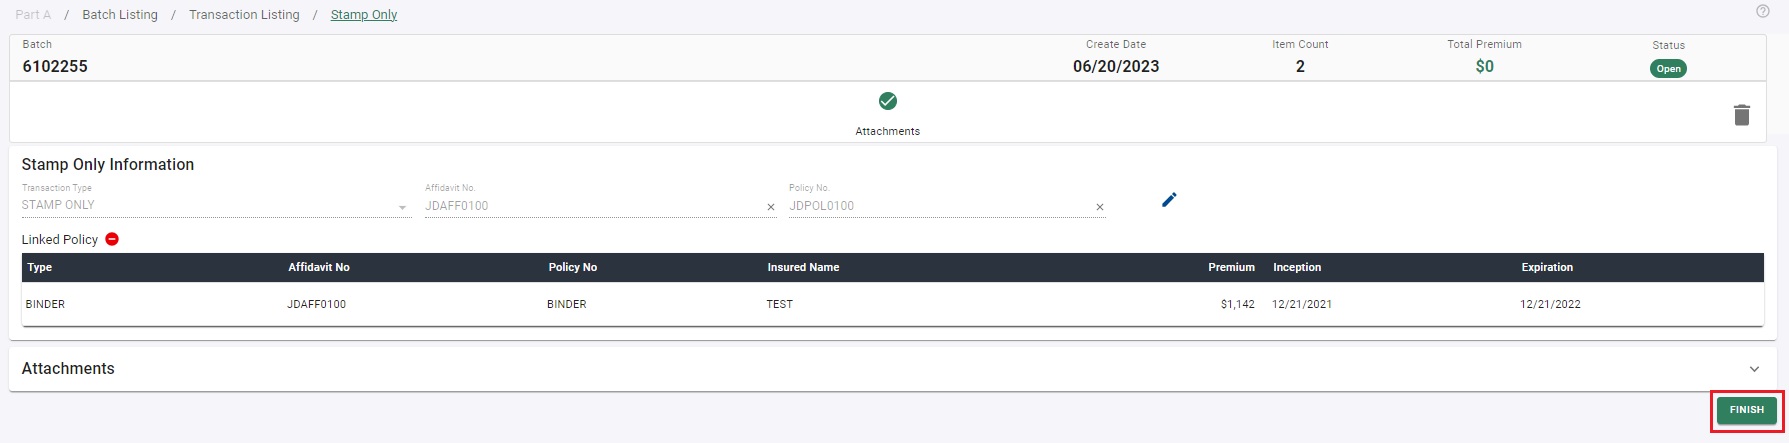 Part A / Batch Listing / Transaction Listing / Stamp Only
Batch Create Date Item Count Total Premium Status
6102255 06/20/2023 2 $0 Open
Attachments
Stamp Only Information
Transaction Type Affidavit No. Policy No.
STAMP ONLY JDAFF0100 JDPOL0100
Linked Policy
Type Affidavit No Policy No Insured Name Premium Inception Expiration
BINDER JDAFF0100 BINDER TEST $1,142 12/21/2021 12/21/2022
Attachments
FINISH